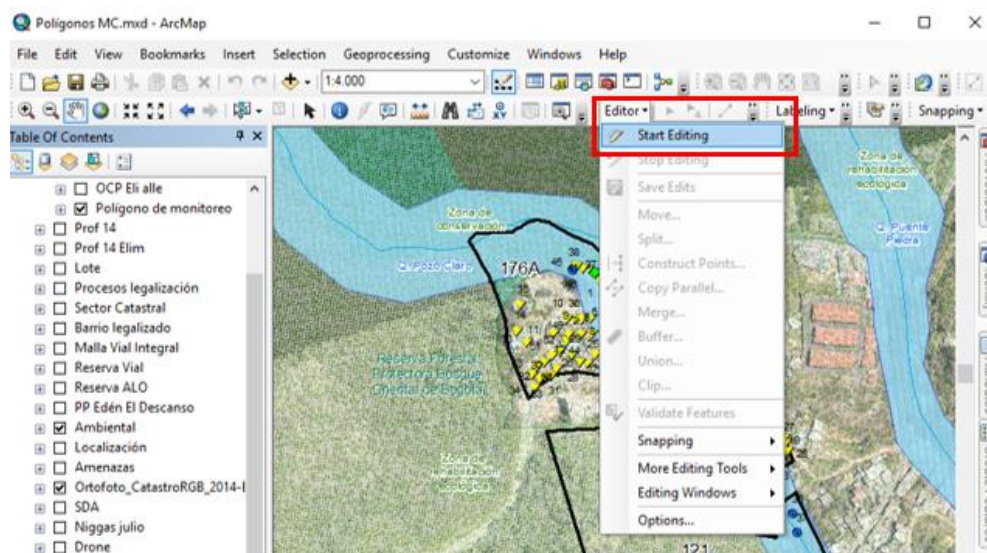 Polígonos MC.mxd - ArcMap
File Edit View Bookmarks Insert Selection Geoprocessing Customize Windows Help
1:4.000
Editor Labeling Snapping
Table Of Contents
OCP Eli alle
Polígono de monitoreo
Prof 14
Prof 14 Elim
Lote
Procesos legalización
Sector Catastral
Barrio legalizado
Malla Vial Integral
Reserva Vial
Reserva ALO
PP Edén El Descanso
Ambiental
Localización
Amenazas
Ortofoto_CatastroRGB_2014-
SDA
Niggas julio
Drone
Start Editing
Stop Editing
Save Edits
Move...
Split...
Construct Points...
Copy Parallel...
Merge...
Buffer...
Union...
Clip...
Validate Features
Snapping
More Editing Tools
Editing Windows
Options...
Zona de
conservación
Q. Pozo Claro
176A
Reserva Forestal
Protectora Bosque
Oriental de Bogotá
Zona de
rehabilitación
ecológica
Zona de
rehabilitación
ecológica
Q. Puente
Piedra
121